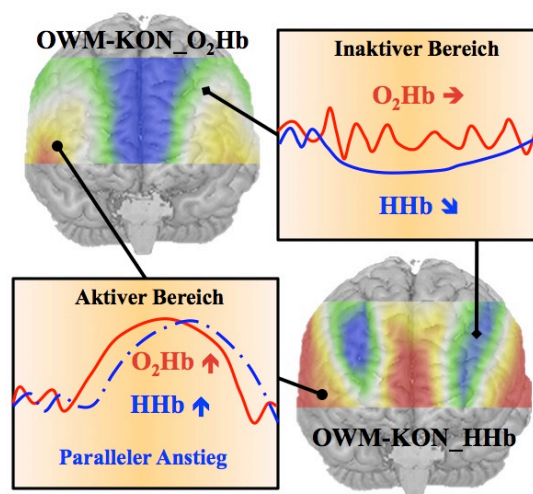 OWM-KON_O₂Hb
Inaktiver Bereich
O₂Hb ➔
HHb ➘
Aktiver Bereich
O₂Hb ↑
HHb ↑
Paralleler Anstieg
OWM-KON_HHb